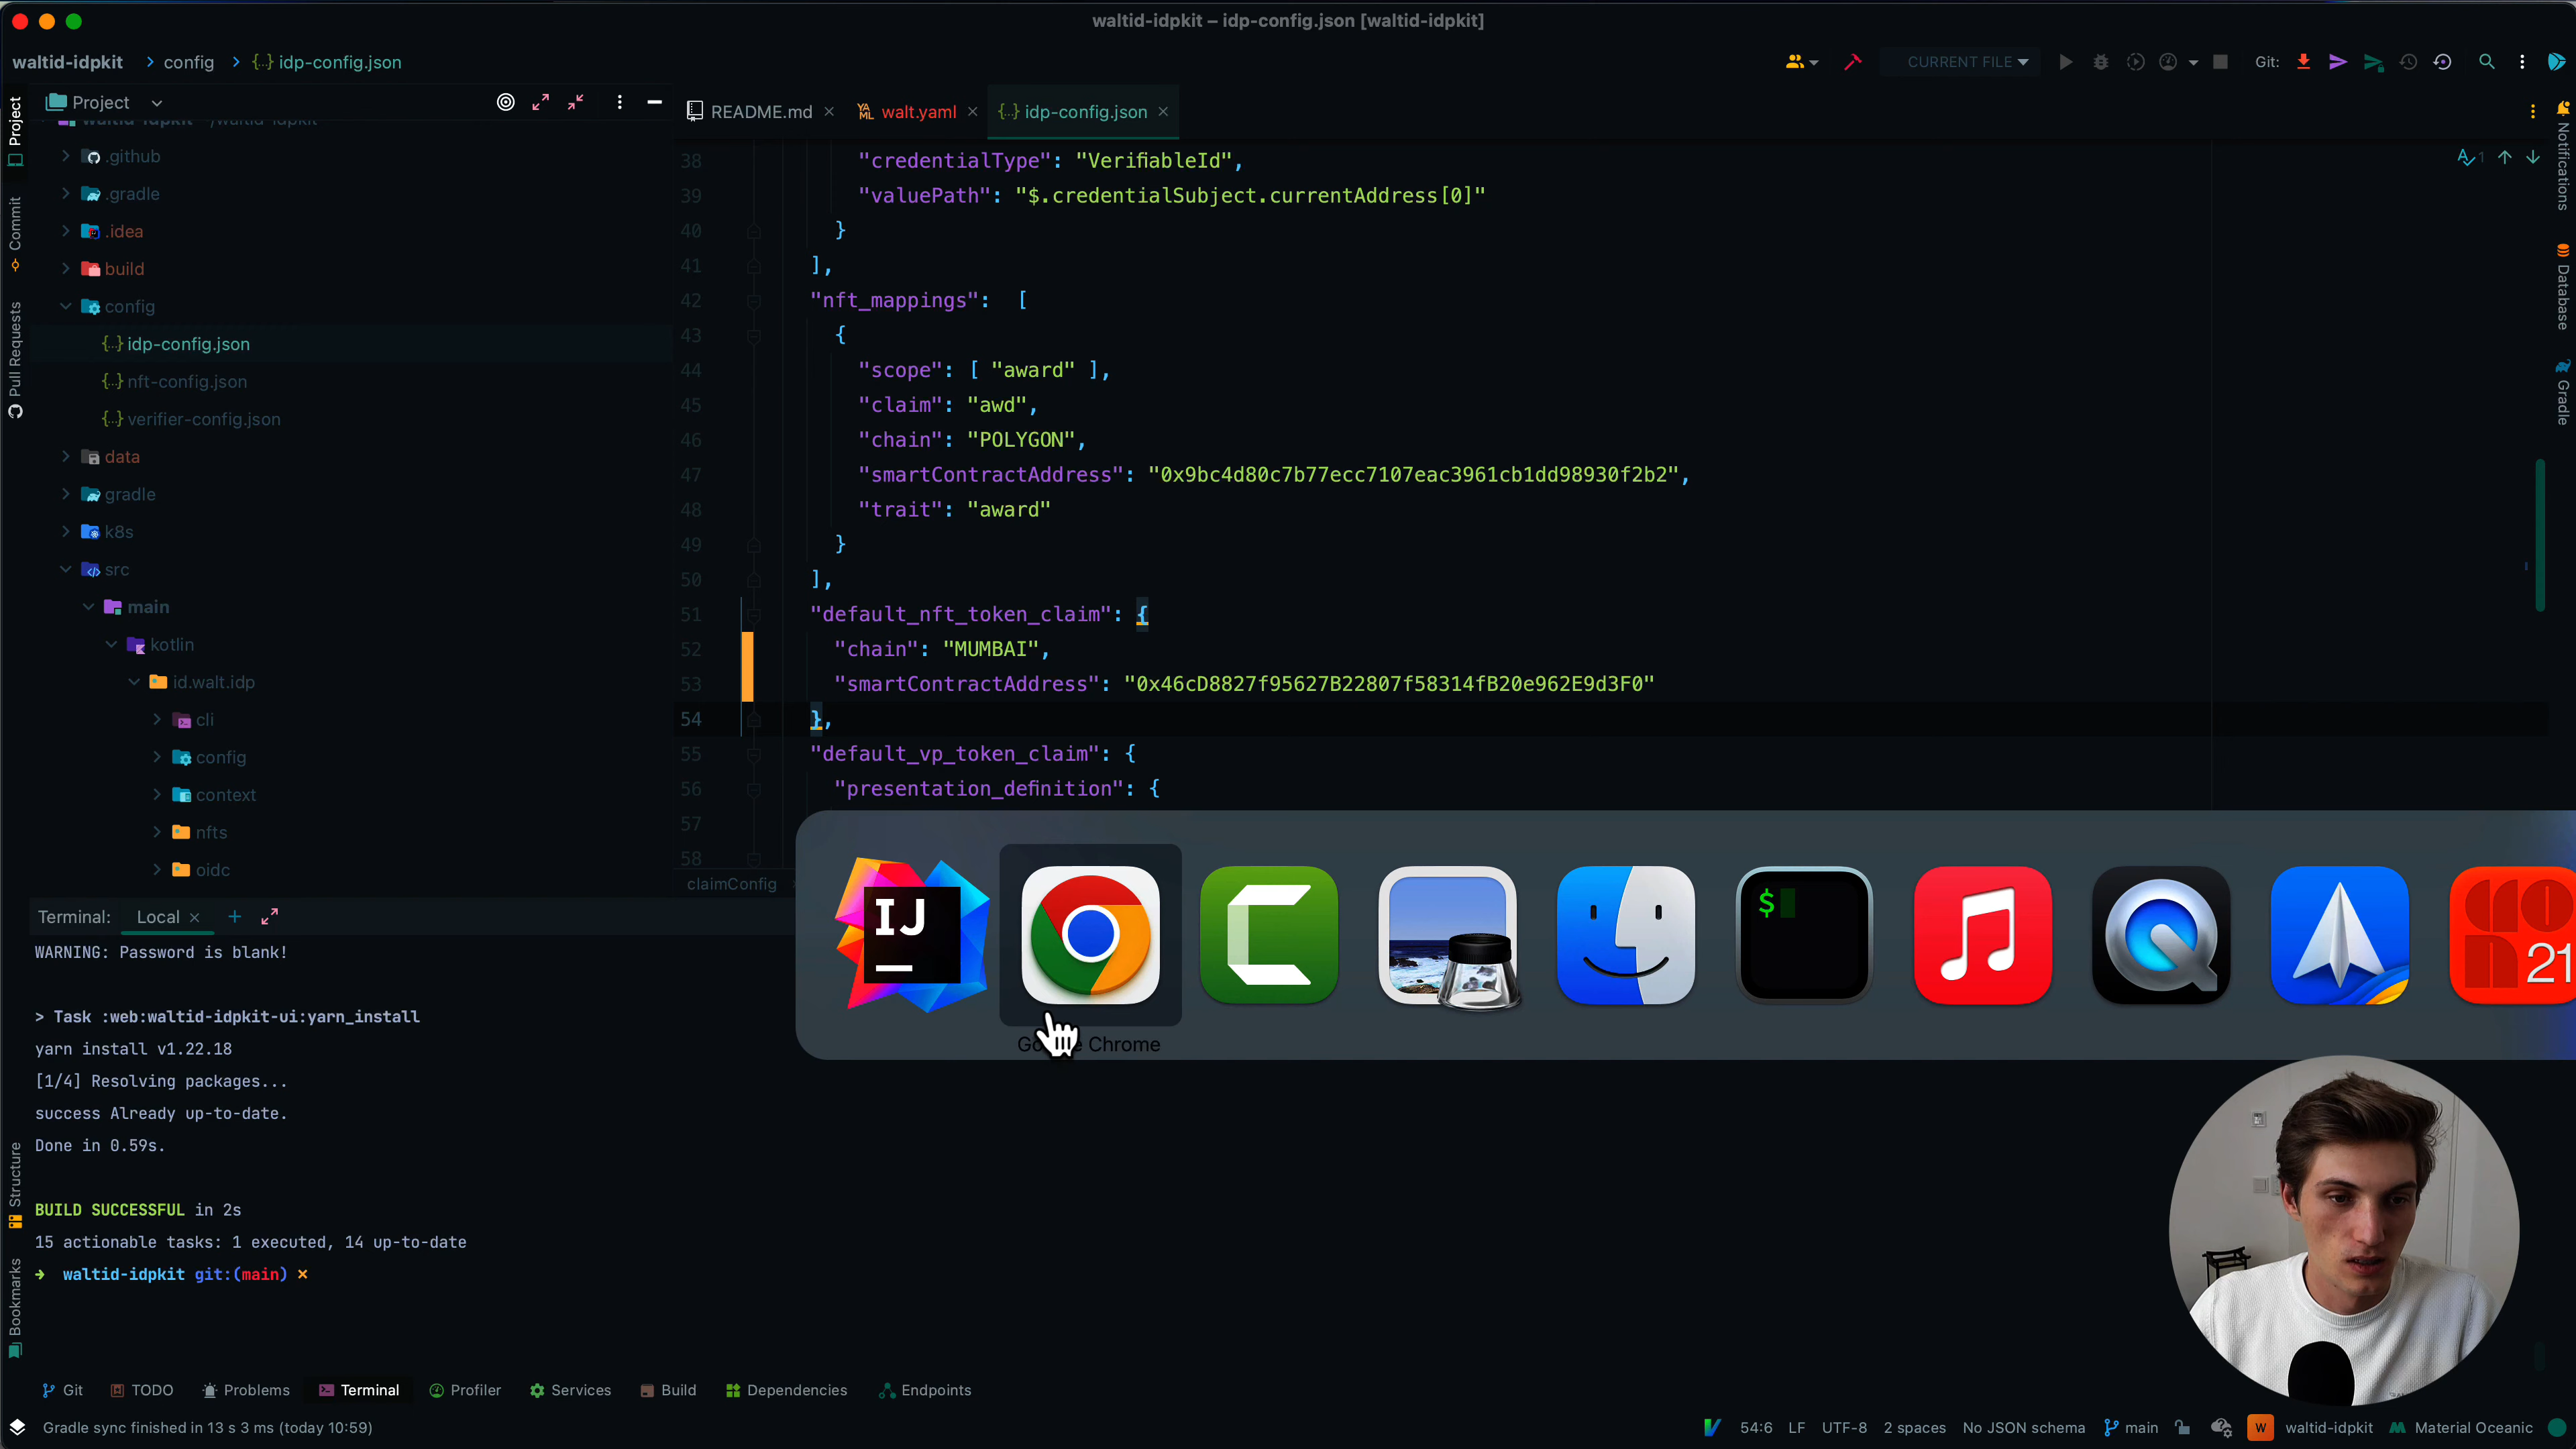 waltid-idpkit – idp-config.json [waltid-idpkit]
waltid-idpkit > config > {..} idp-config.json
CURRENT FILE
Git:
Project
README.md
walt.yaml
{..} idp-config.json
.github
.gradle
.idea
build
config
{..} idp-config.json
{..} nft-config.json
{..} verifier-config.json
data
gradle
k8s
src
main
kotlin
id.walt.idp
cli
config
context
nfts
oidc
Project
Commit
Pull Requests
Structure
Bookmarks
38 "credentialType": "VerifiableId",
39 "valuePath": "$.credentialSubject.currentAddress[0]"
40 }
41 ],
42 "nft_mappings":  [
43 {
44 "scope": [ "award" ],
45 "claim": "awd",
46 "chain": "POLYGON",
47 "smartContractAddress": "0x9bc4d80c7b77ecc7107eac3961cb1dd98930f2b2",
48 "trait": "award"
49 }
50 ],
51 "default_nft_token_claim": {
52 "chain": "MUMBAI",
53 "smartContractAddress": "0x46cD8827f95627B22807f58314fB20e962E9d3F0"
54 },
55 "default_vp_token_claim": {
56 "presentation_definition": {
57
58
claimConfig
1
Notifications
Database
Gradle
IJ
$
21
Chrome
Terminal: Local
WARNING: Password is blank!
> Task :web:waltid-idpkit-ui:yarn_install
yarn install v1.22.18
[1/4] Resolving packages...
success Already up-to-date.
Done in 0.59s.
BUILD SUCCESSFUL in 2s
15 actionable tasks: 1 executed, 14 up-to-date
waltid-idpkit git:(main) ×
Git TODO Problems Terminal Profiler Services Build Dependencies Endpoints
Gradle sync finished in 13 s 3 ms (today 10:59)
54:6 LF UTF-8 2 spaces No JSON schema main W waltid-idpkit Material Oceanic